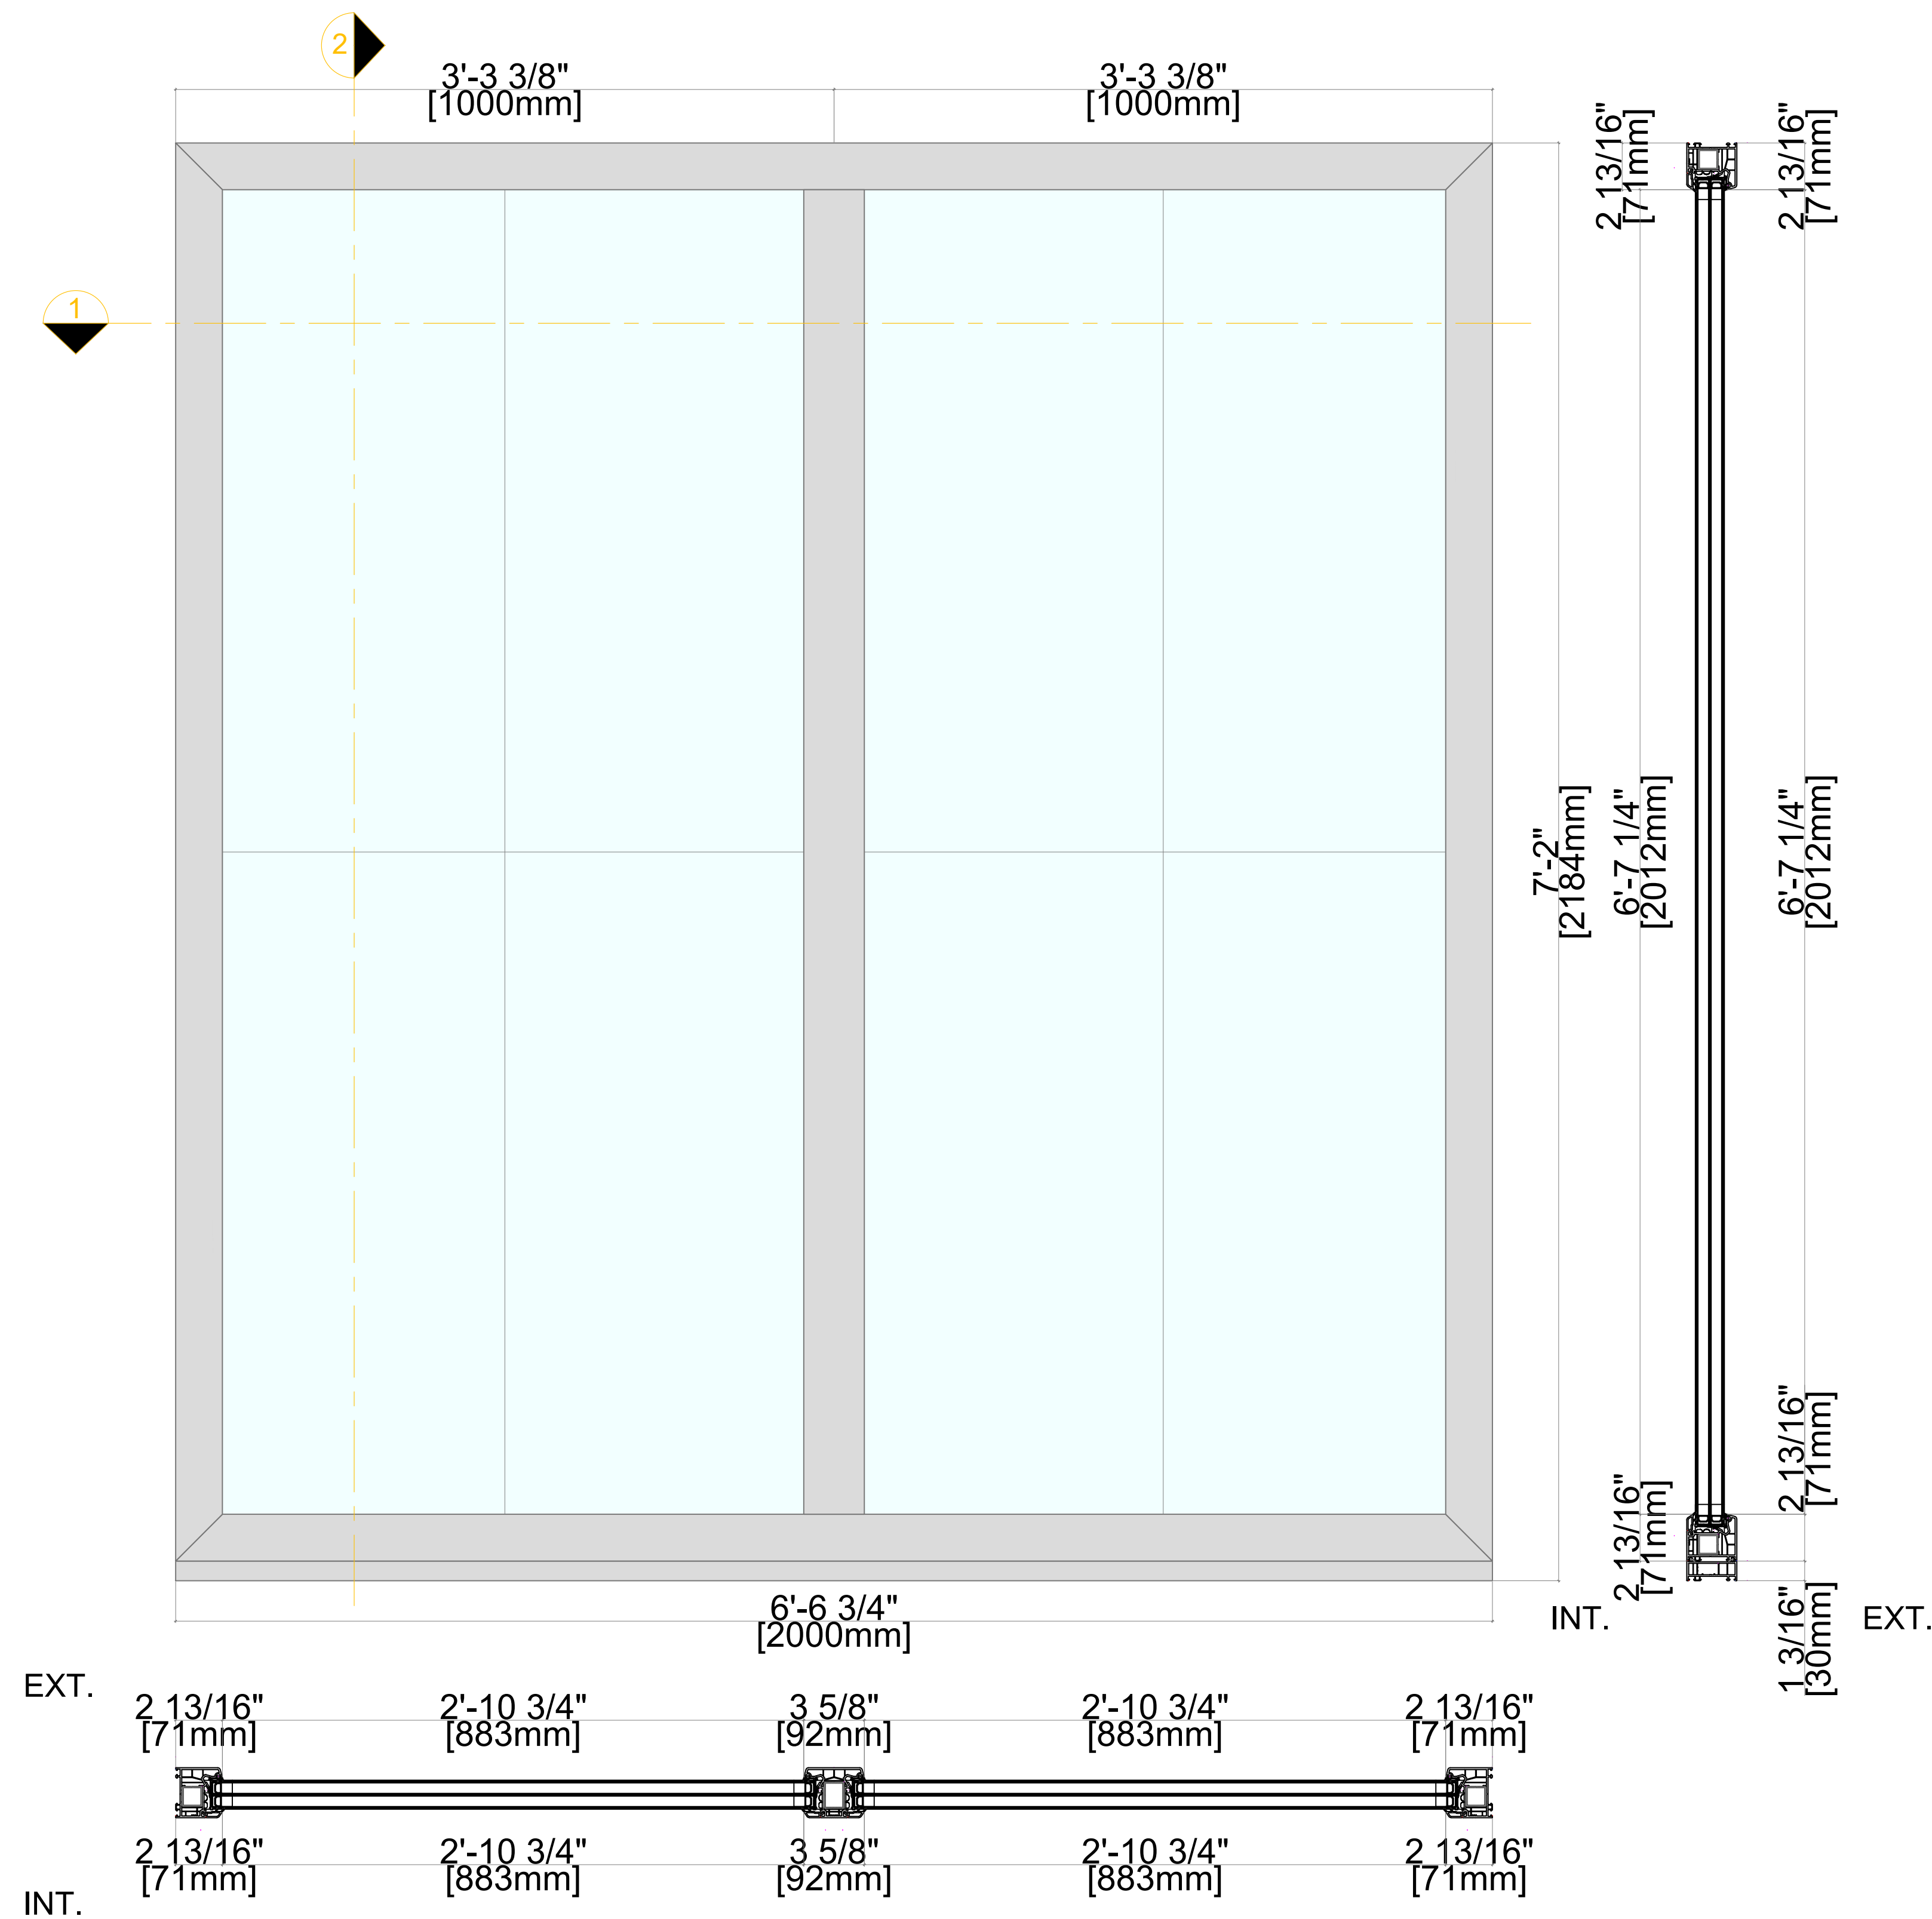 2
3'-3 3/8"
[1000mm]
3'-3 3/8"
[1000mm]
2 13/16"
[71mm]
2 13/16"
[71mm]
1
7'-2"
[2184mm]
6'-7 1/4"
[2012mm]
6'-7 1/4"
[2012mm]
2 13/16"
[71mm]
2 13/16"
[71mm]
1 3/16"
[30mm]
6'-6 3/4"
[2000mm]
INT.
EXT.
EXT.
2 13/16"
[71mm]
2'-10 3/4"
[883mm]
3 5/8"
[92mm]
2'-10 3/4"
[883mm]
2 13/16"
[71mm]
2 13/16"
[71mm]
2'-10 3/4"
[883mm]
3 5/8"
[92mm]
2'-10 3/4"
[883mm]
2 13/16"
[71mm]
INT.